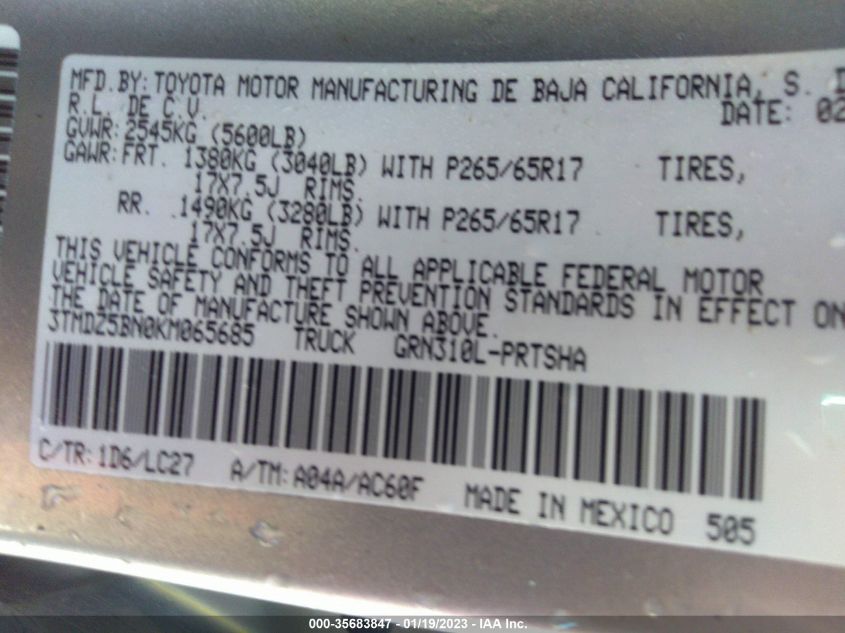 MFD.BY: TOYOTA MOTOR MANUFACTURING DE BAJA CALIFORNIA, S.
R.L. DE C.V. DATE: 02
GVWR: 2545KG (5600LB)
GAWR: FRT. 1380KG (3040LB) WITH P265/65R17 TIRES,
17X7.5J RIMS.
RR. 1490KG (3280LB) WITH P265/65R17 TIRES,
17X7.5J RIMS.
THIS VEHICLE CONFORMS TO ALL APPLICABLE FEDERAL MOTOR
VEHICLE SAFETY AND THEFT PREVENTION STANDARDS IN EFFECT ON
THE DATE OF MANUFACTURE SHOWN ABOVE.
3TMDZ5BN0KM065685 TRUCK GRN310L-PRTSHA
C/TR: 1D6/LC27 A/TM: A04A/AC60F MADE IN MEXICO 505
000-35683847 - 01/19/2023 - IAA Inc.